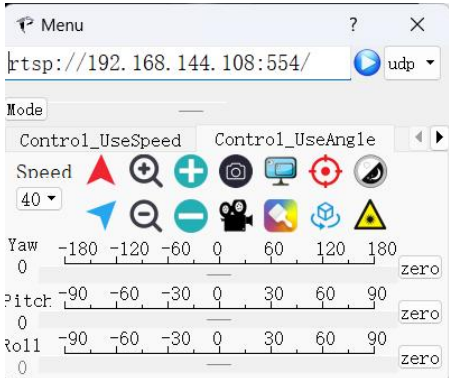 Menu ?
rtsp://192.168.144.108:554/ udp
Mode
Control_UseSpeed Control_UseAngle
Speed
40
Yaw -180 -120 -60 0 60 120 180
0 zero
Pitch -90 -60 -30 0 30 60 90
0 zero
Roll -90 -60 -30 0 30 60 90
0 zero